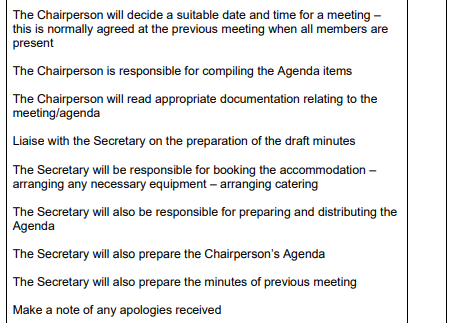 The Chairperson will decide a suitable date and time for a meeting –
this is normally agreed at the previous meeting when all members are
present
The Chairperson is responsible for compiling the Agenda items
The Chairperson will read appropriate documentation relating to the
meeting/agenda
Liaise with the Secretary on the preparation of the draft minutes
The Secretary will be responsible for booking the accommodation –
arranging any necessary equipment – arranging catering
The Secretary will also be responsible for preparing and distributing the
Agenda
The Secretary will also prepare the Chairperson’s Agenda
The Secretary will also prepare the minutes of previous meeting
Make a note of any apologies received